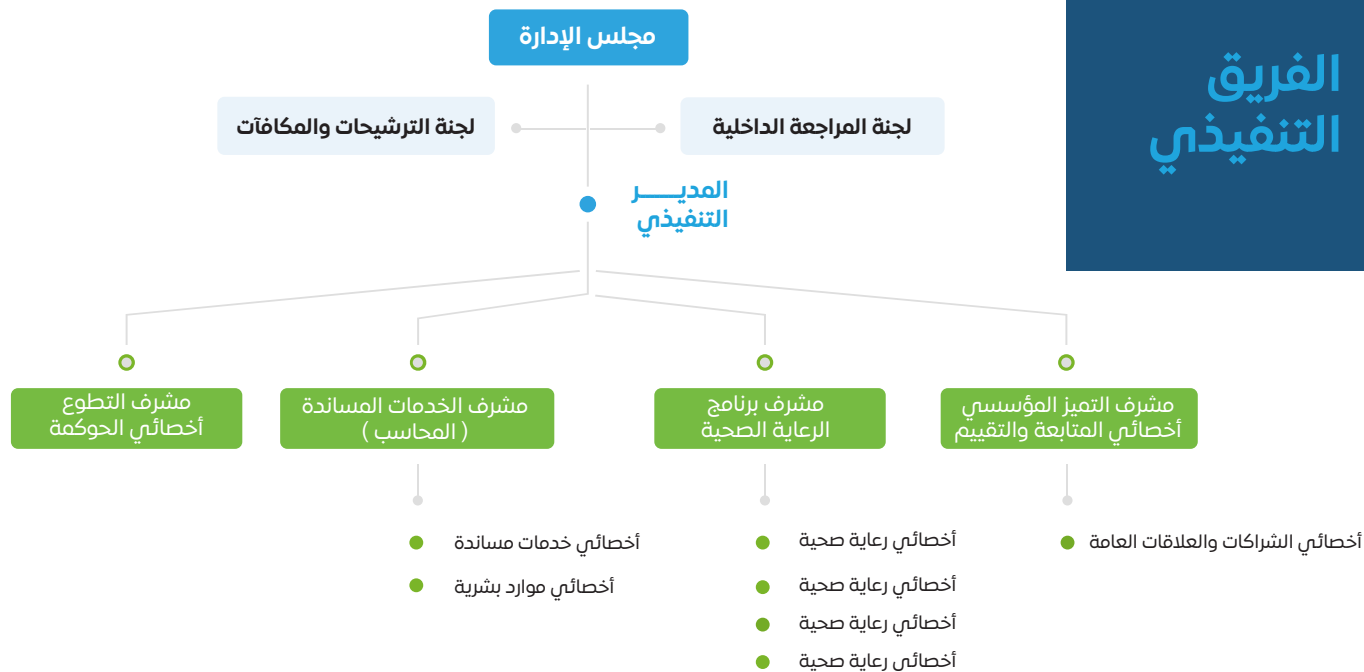 الفريق
التنفيذي
مجلس الإدارة
لجنة المراجعة الداخلية
لجنة الترشيحات والمكافآت
المديـــــر
التنفيذي
مشرف التميز المؤسسي
أخصائي المتابعة والتقييم
مشرف برنامج
الرعاية الصحية
مشرف الخدمات المساندة
( المحاسب )
مشرف التطوع
أخصائي الحوكمة
أخصائي الشراكات والعلاقات العامة
أخصائي رعاية صحية
أخصائي رعاية صحية
أخصائي رعاية صحية
أخصائي رعاية صحية
أخصائي خدمات مساندة
أخصائي موارد بشرية